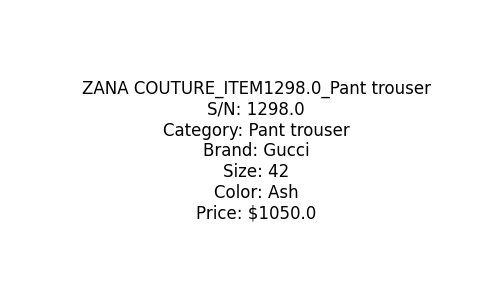 ZANA COUTURE_ITEM1298.0_Pant trouser
S/N: 1298.0
Category: Pant trouser
Brand: Gucci
Size: 42
Color: Ash
Price: $1050.0